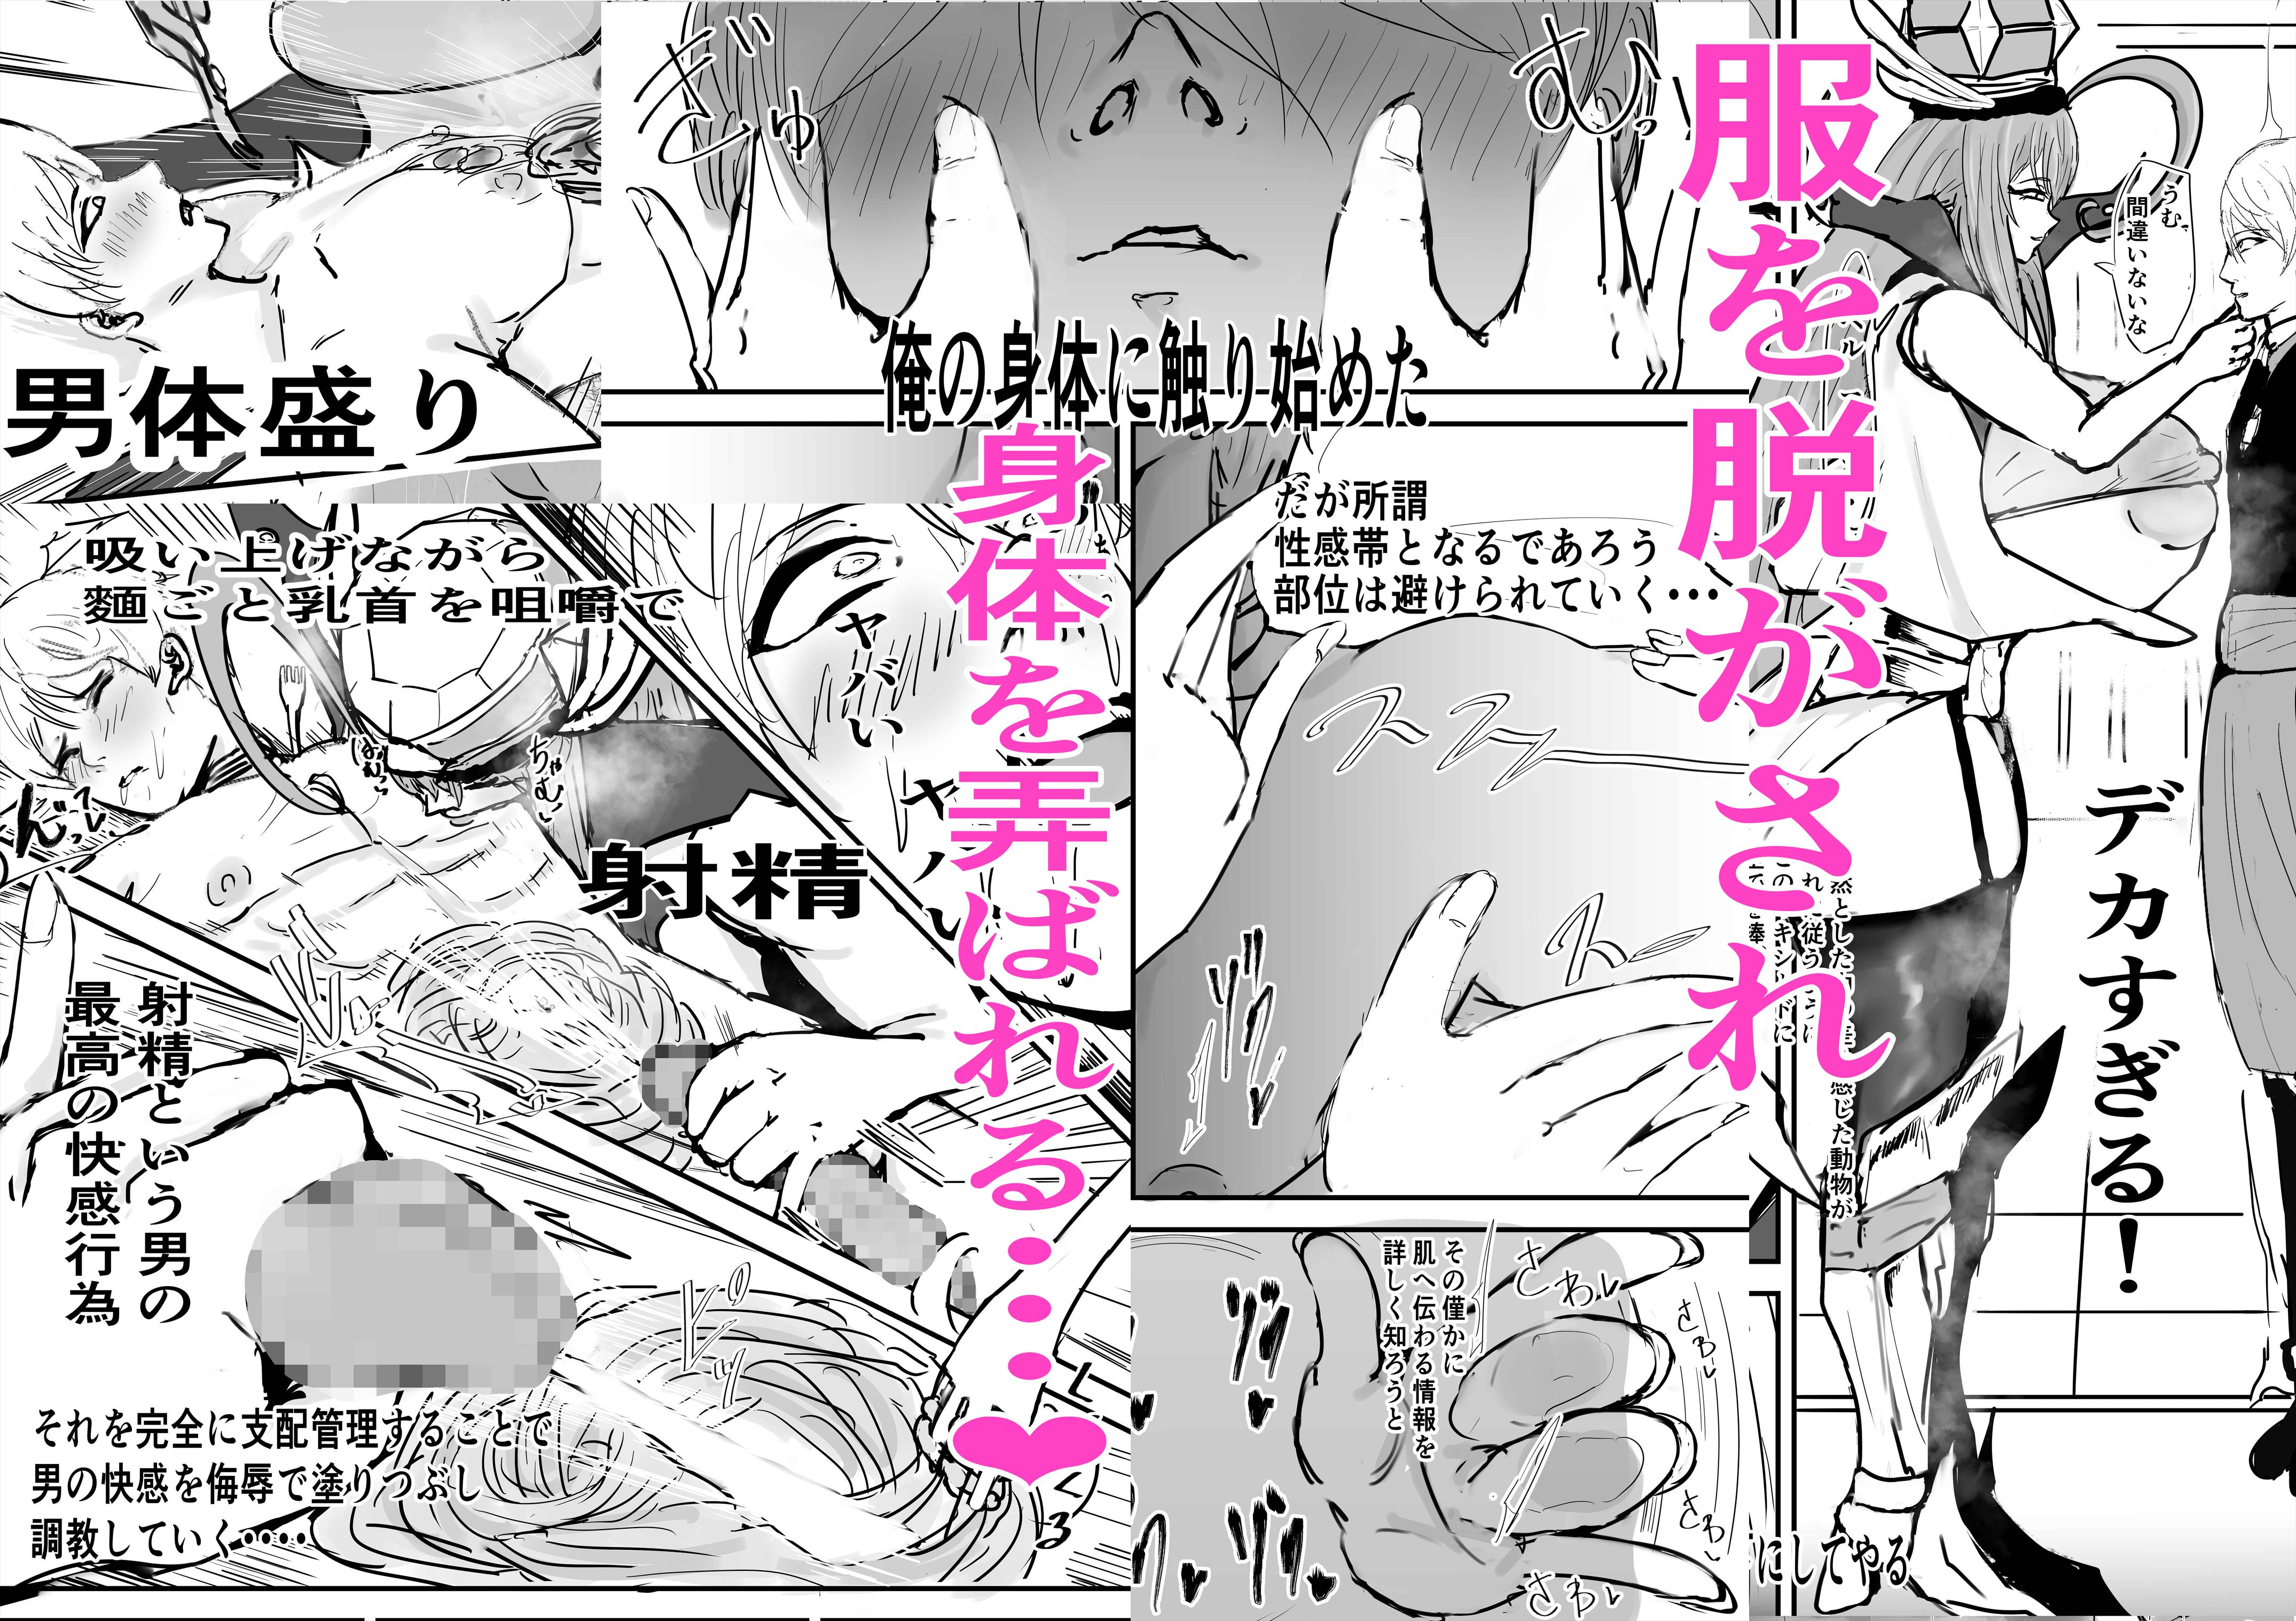 服を脱がされ
身体を弄ばれる・・・❤
うむ
間違いないな
デカすぎる！
感じた動物が
にしてやる
ぎゅ
むっ
俺の身体に触り始めた
だが所謂
性感帯となるであろう
部位は避けられていく・・・
その僅かに
肌へ伝わる情報を
詳しく知ろうと
さわ
さわ
さわ
さわ
男体盛り
吸い上げながら
麺ごと乳首を咀嚼で
ヤバい
射精
射精という男の
最高の快感行為
それを完全に支配管理することで
男の快感を侮辱で塗りつぶし
調教していく・・・・